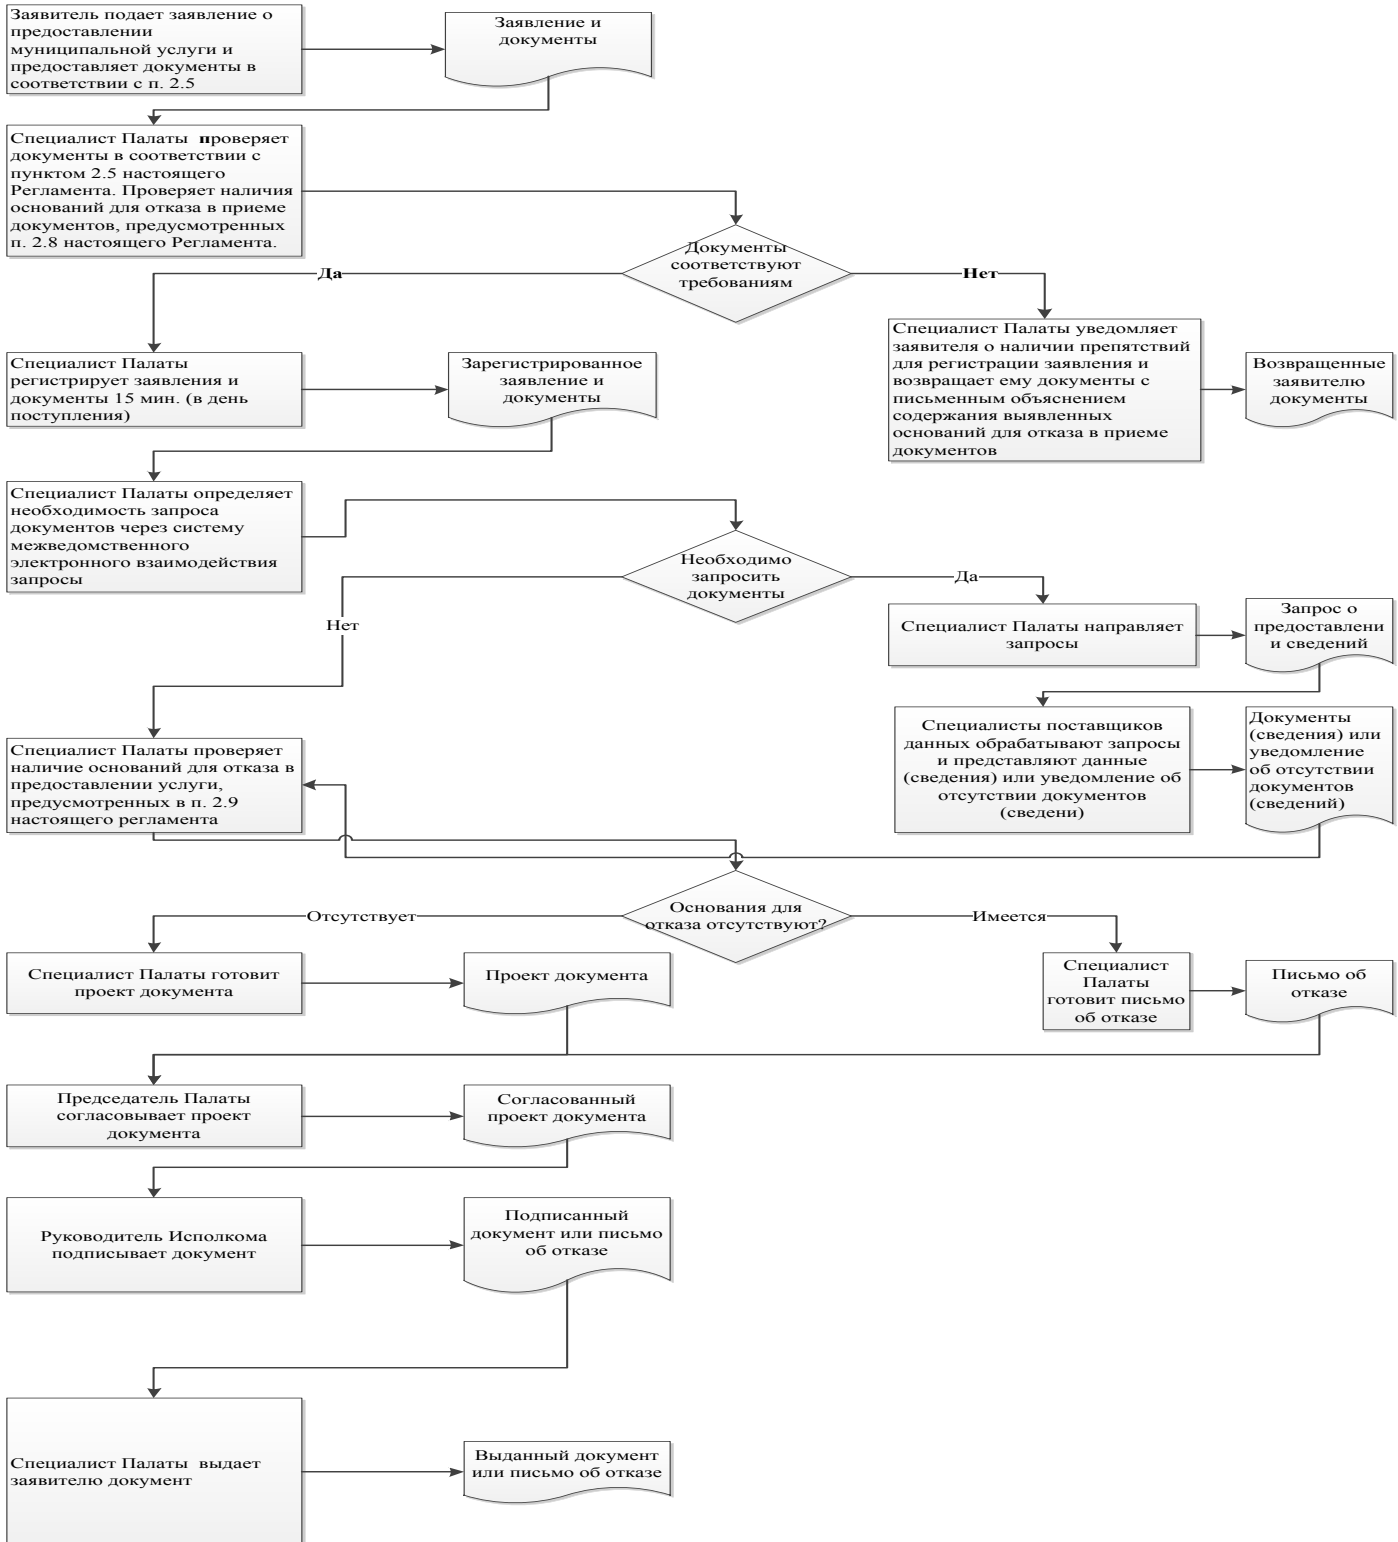 Заявитель подает заявление о
предоставлении
муниципальной услуги и
предоставляет документы в
соответствии с п. 2.5
Заявление и
документы
Специалист Палаты  проверяет
документы в соответствии с
пунктом 2.5 настоящего
Регламента. Проверяет наличия
оснований для отказа в приеме
документов, предусмотренных
п. 2.8 настоящего Регламента.
Документы
соответствуют
требованиям
Да
Нет
Специалист Палаты
регистрирует заявления и
документы 15 мин. (в день
поступления)
Зарегистрированное
заявление и
документы
Специалист Палаты уведомляет
заявителя о наличии препятствий
для регистрации заявления и
возвращает ему документы с
письменным объяснением
содержания выявленных
оснований для отказа в приеме
документов
Возвращенные
заявителю
документы
Специалист Палаты определяет
необходимость запроса
документов через систему
межведомственного
электронного взаимодействия
запросы
Необходимо
запросить
документы
Да
Нет
Специалист Палаты направляет
запросы
Запрос о
предоставлени
и сведений
Специалист Палаты проверяет
наличие оснований для отказа в
предоставлении услуги,
предусмотренных в п. 2.9
настоящего регламента
Специалисты поставщиков
данных обрабатывают запросы
и представляют данные
(сведения) или уведомление об
отсутствии документов
(сведени)
Документы
(сведения) или
уведомление
об отсутствии
документов
(сведений)
Основания для
отказа отсутствуют?
Отсутствует
Имеется
Специалист Палаты готовит
проект документа
Проект документа
Специалист
Палаты
готовит письмо
об отказе
Письмо об
отказе
Председатель Палаты
согласовывает проект
документа
Согласованный
проект документа
Руководитель Исполкома
подписывает документ
Подписанный
документ или письмо
об отказе
Специалист Палаты  выдает
заявителю документ
Выданный документ
или письмо об отказе